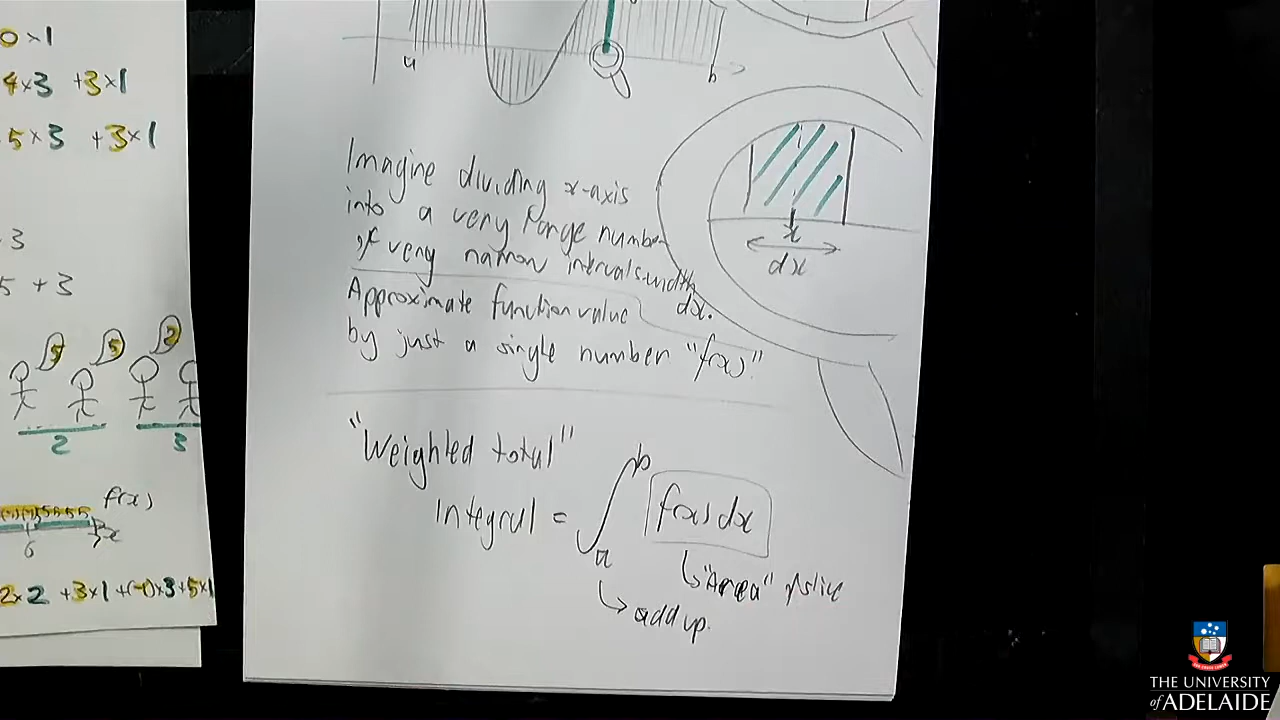 0×1
4×3 +3×1
5×3 +3×1
3
5 + 3
5 5 2
2 3
f(x)
6
2×2 +3×1+(-1)×3+5×1
a b
Imagine dividing x-axis
into a very large number
of very narrow intervals width
dx.
Approximate function value
by just a single number "f(x)"
x
dx
"Weighted total"
Integral = ∫ₐᵇ f(x) dx
↳ "Area" of slice
↳ add up.
THE UNIVERSITY
of ADELAIDE